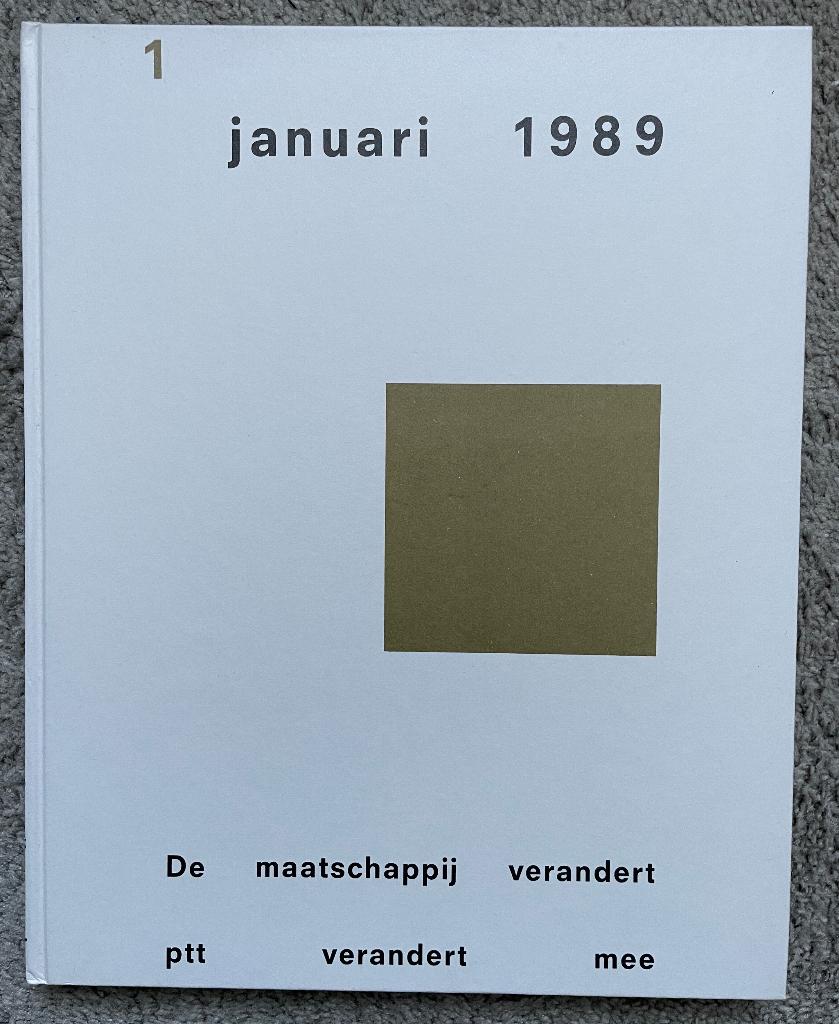 1
januari 1989
De maatschappij verandert
ptt verandert mee